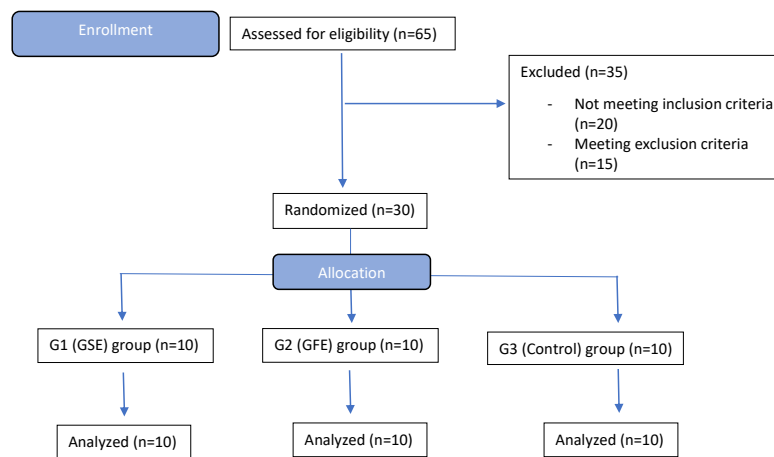 Enrollment
Assessed for eligibility (n=65)
Excluded (n=35)
- Not meeting inclusion criteria
(n=20)
- Meeting exclusion criteria
(n=15)
Randomized (n=30)
Allocation
G1 (GSE) group (n=10)
G2 (GFE) group (n=10)
G3 (Control) group (n=10)
Analyzed (n=10)
Analyzed (n=10)
Analyzed (n=10)